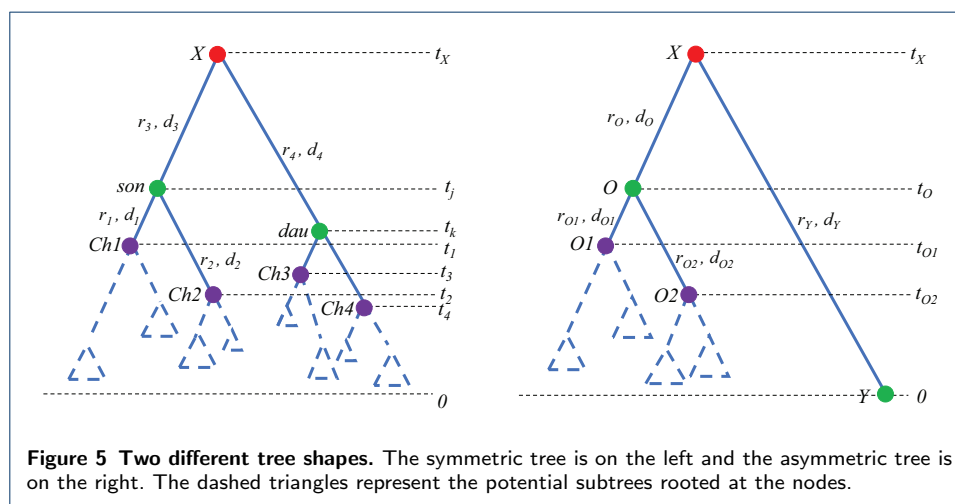 X t_X X t_X
r_3, d_3 r_O, d_O
r_4, d_4
son t_j O t_O
r_1, d_1 r_O1, d_O1 r_Y, d_Y
dau t_k
Ch1 t_1 O1 t_O1
r_2, d_2 r_O2, d_O2
Ch3 t_3
Ch2 t_2 O2 t_O2
Ch4 t_4
0 Y 0
Figure 5 Two different tree shapes. The symmetric tree is on the left and the asymmetric tree is
on the right. The dashed triangles represent the potential subtrees rooted at the nodes.